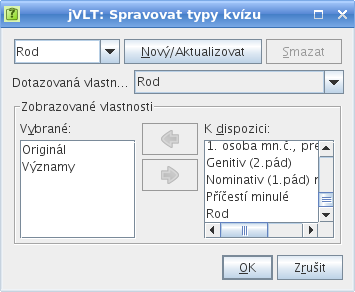 jVLT: Spravovat typy kvízu
Rod Nový/Aktualizovat Smazat
Dotazovaná vlastn... Rod
Zobrazované vlastnosti
Vybrané:
Originál
Významy
K dispozici:
1. osoba mn.č., pre
Genitiv (2.pád)
Nominativ (1.pád) r
Příčestí minulé
Rod
OK Zrušit